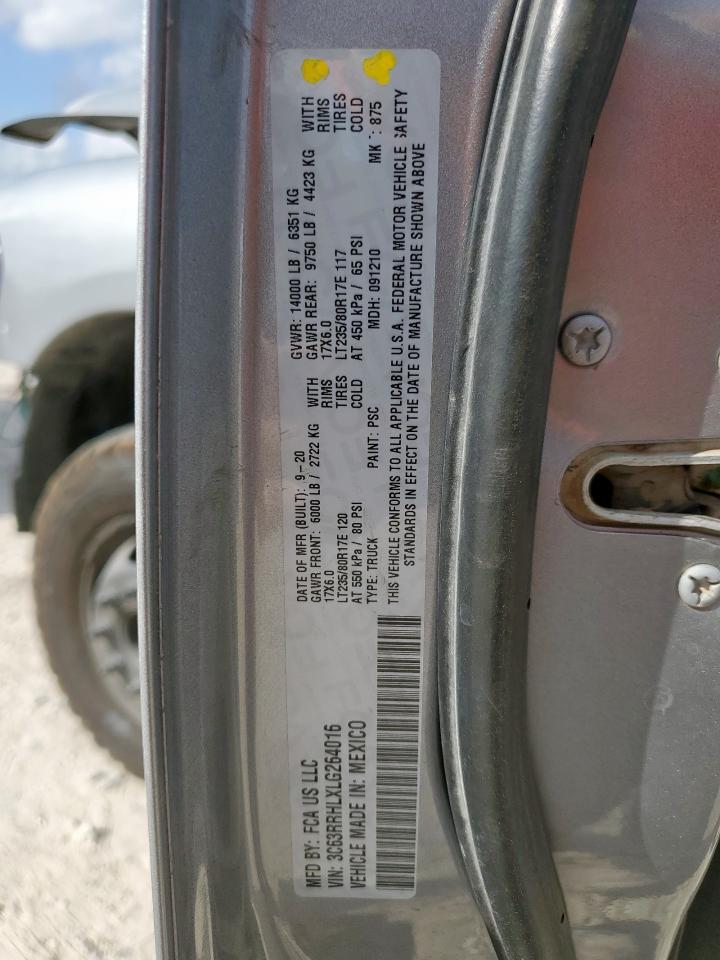 MFD BY: FCA US LLC
VIN: 3C63RRHLXLG264016
VEHICLE MADE IN: MEXICO
DATE OF MFR (BUILT): 9-20 GVWR: 14000 LB / 6351 KG
GAWR FRONT: 6000 LB / 2722 KG WITH GAWR REAR: 9750 LB / 4423 KG WITH
17X6.0 RIMS 17X6.0 RIMS
LT235/80R17E 120 TIRES LT235/80R17E 117 TIRES
AT 550 kPa / 80 PSI COLD AT 450 kPa / 65 PSI COLD
TYPE: TRUCK PAINT: PSC MDH: 091210 MK : 875
THIS VEHICLE CONFORMS TO ALL APPLICABLE U.S.A. FEDERAL MOTOR VEHICLE SAFETY
STANDARDS IN EFFECT ON THE DATE OF MANUFACTURE SHOWN ABOVE